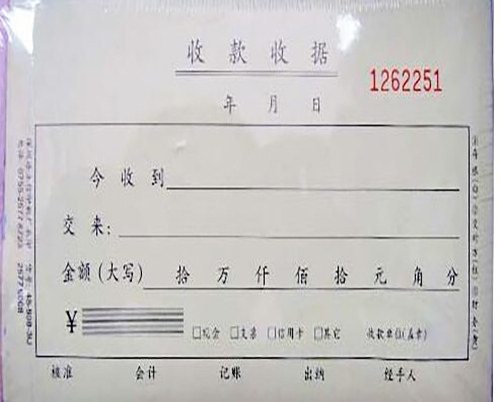 收款收据
1262251
年 月 日
今收到
交来:
金额(大写) 拾 万 仟 佰 拾 元 角 分
¥ □现金 □支票 □信用卡 □其它 收款单位(盖章)
核准 会计 记账 出纳 经手人